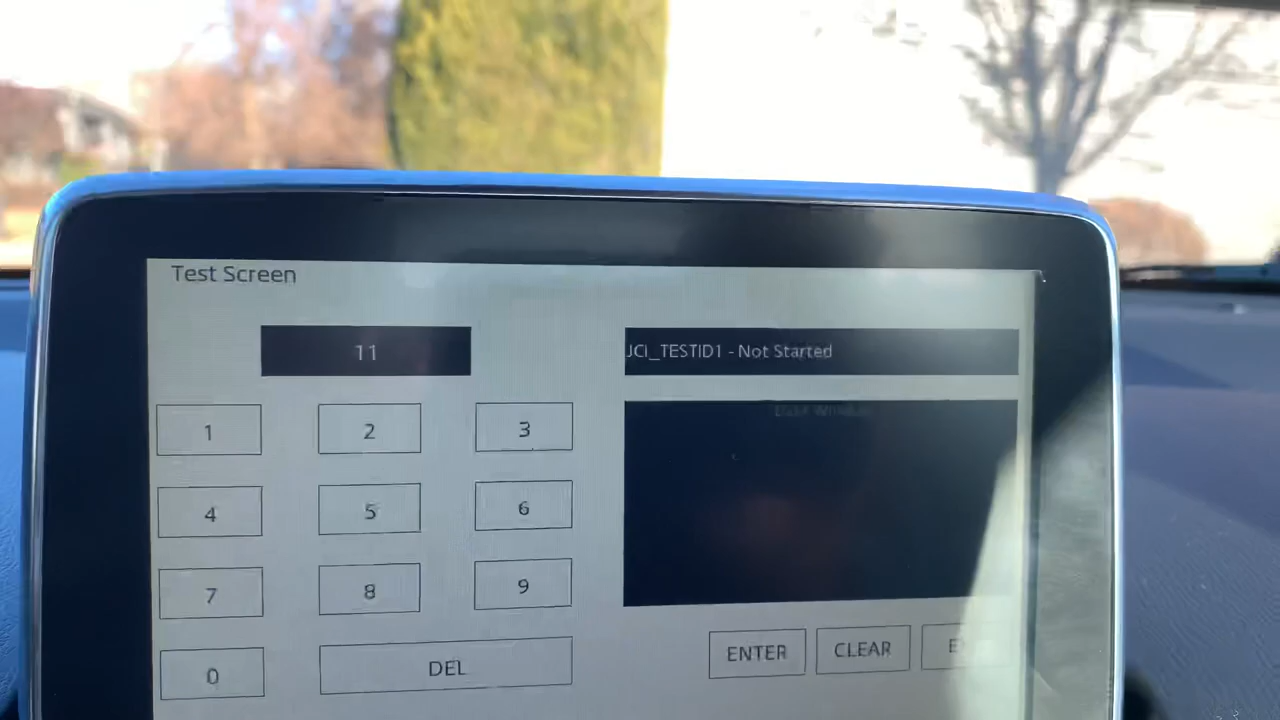 Test Screen
11
JCI_TESTID1 - Not Started
1 2 3
4 5 6
7 8 9
0 DEL
ENTER CLEAR